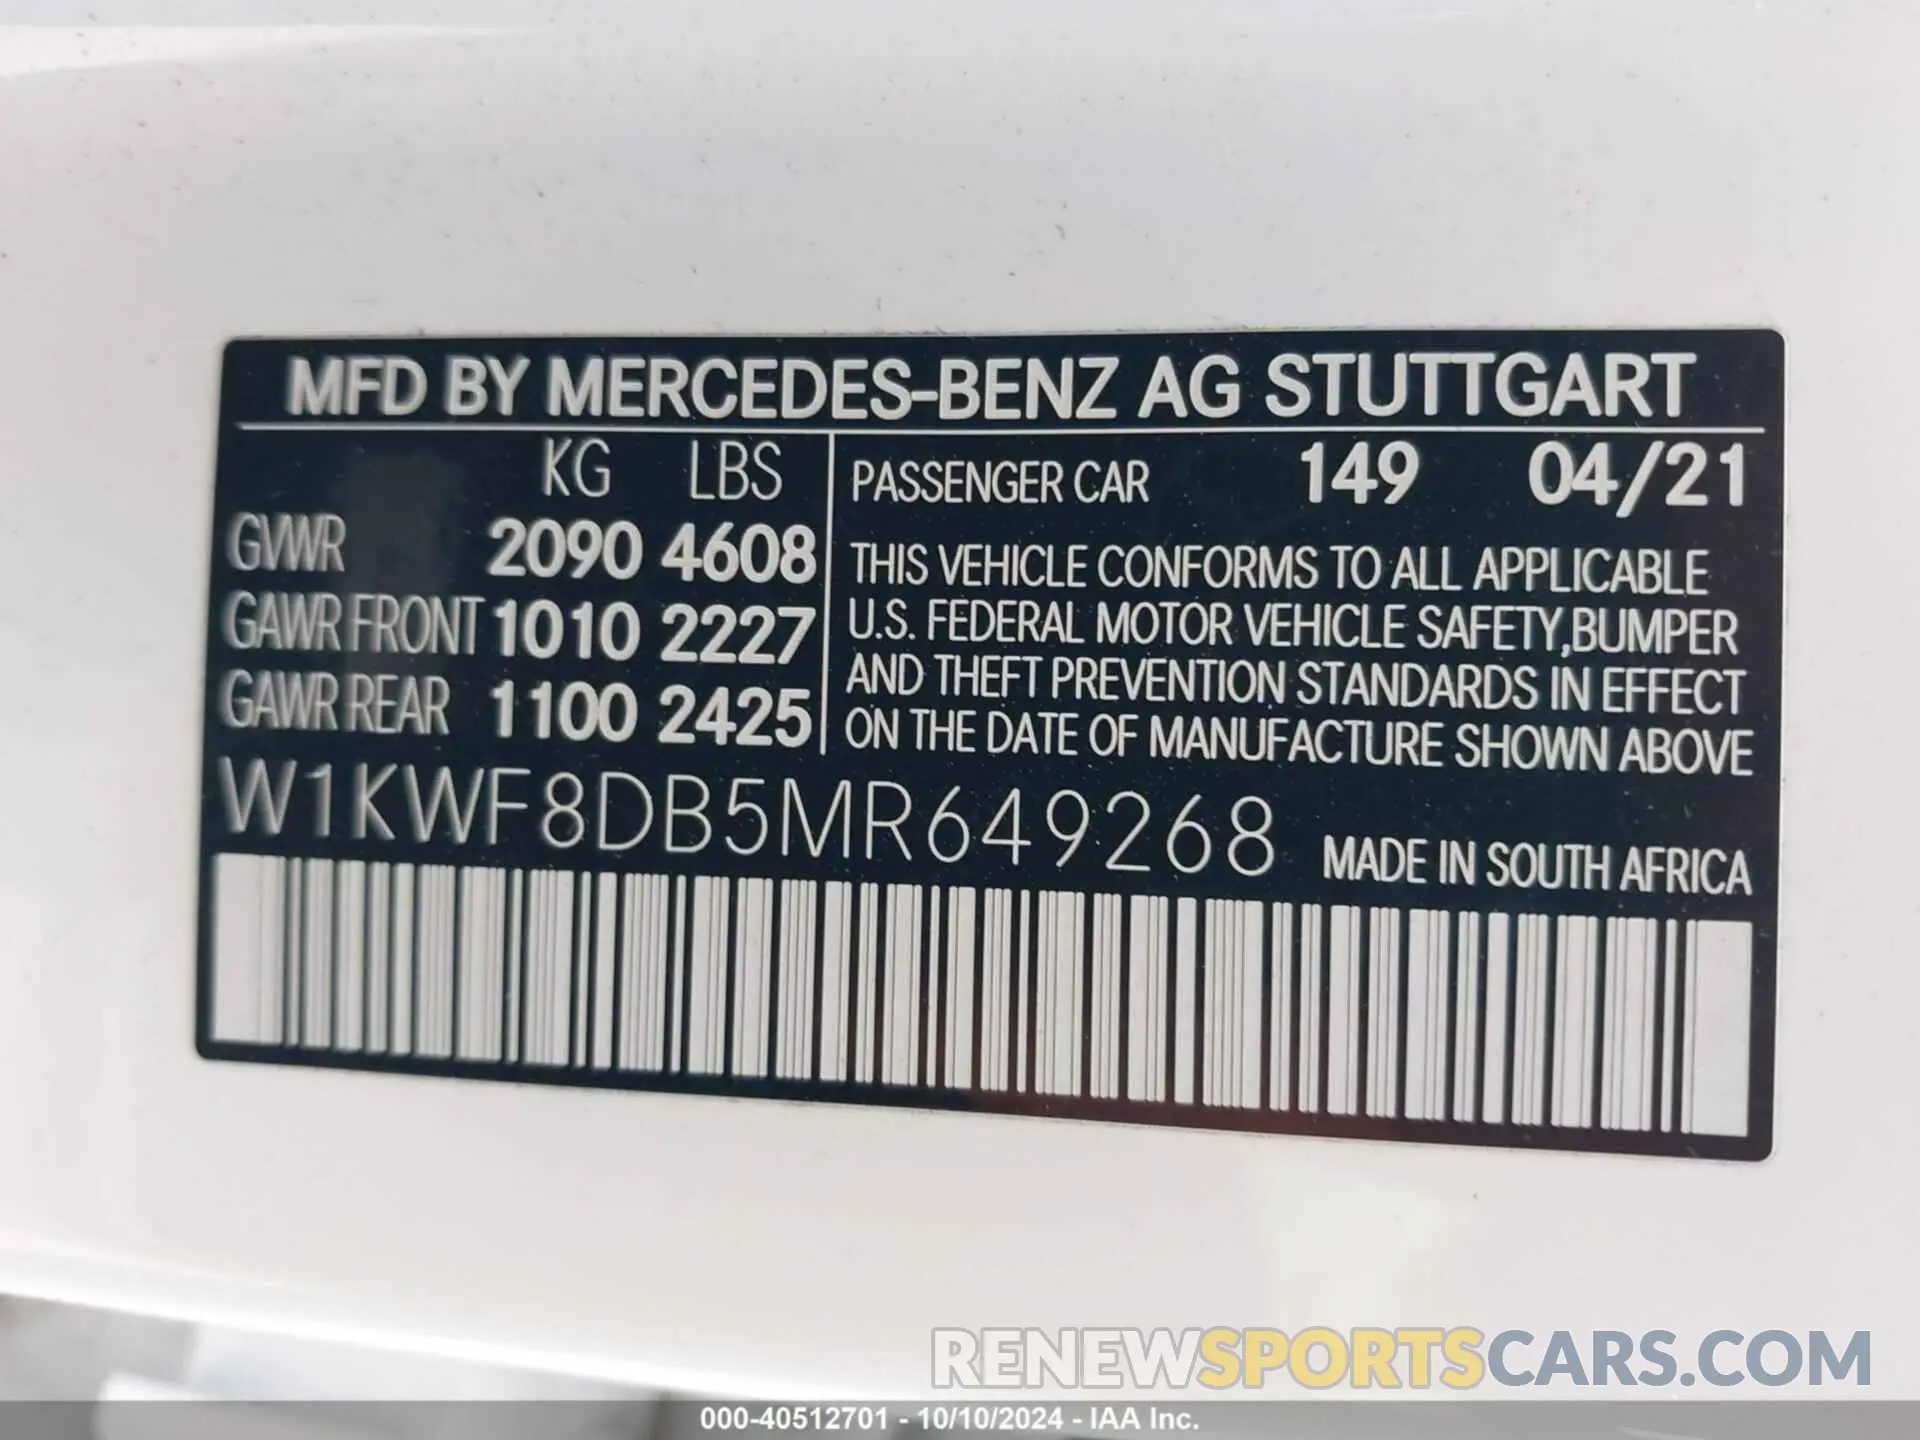 MFD BY MERCEDES-BENZ AG STUTTGART
KG LBS
GVWR 2090 4608
GAWR FRONT 1010 2227
GAWR REAR 1100 2425
PASSENGER CAR 149 04/21
THIS VEHICLE CONFORMS TO ALL APPLICABLE
U.S. FEDERAL MOTOR VEHICLE SAFETY,BUMPER
AND THEFT PREVENTION STANDARDS IN EFFECT
ON THE DATE OF MANUFACTURE SHOWN ABOVE
W1KWF8DB5MR649268
MADE IN SOUTH AFRICA
RENEWSPORTSCARS.COM
000-40512701 - 10/10/2024 - IAA Inc.